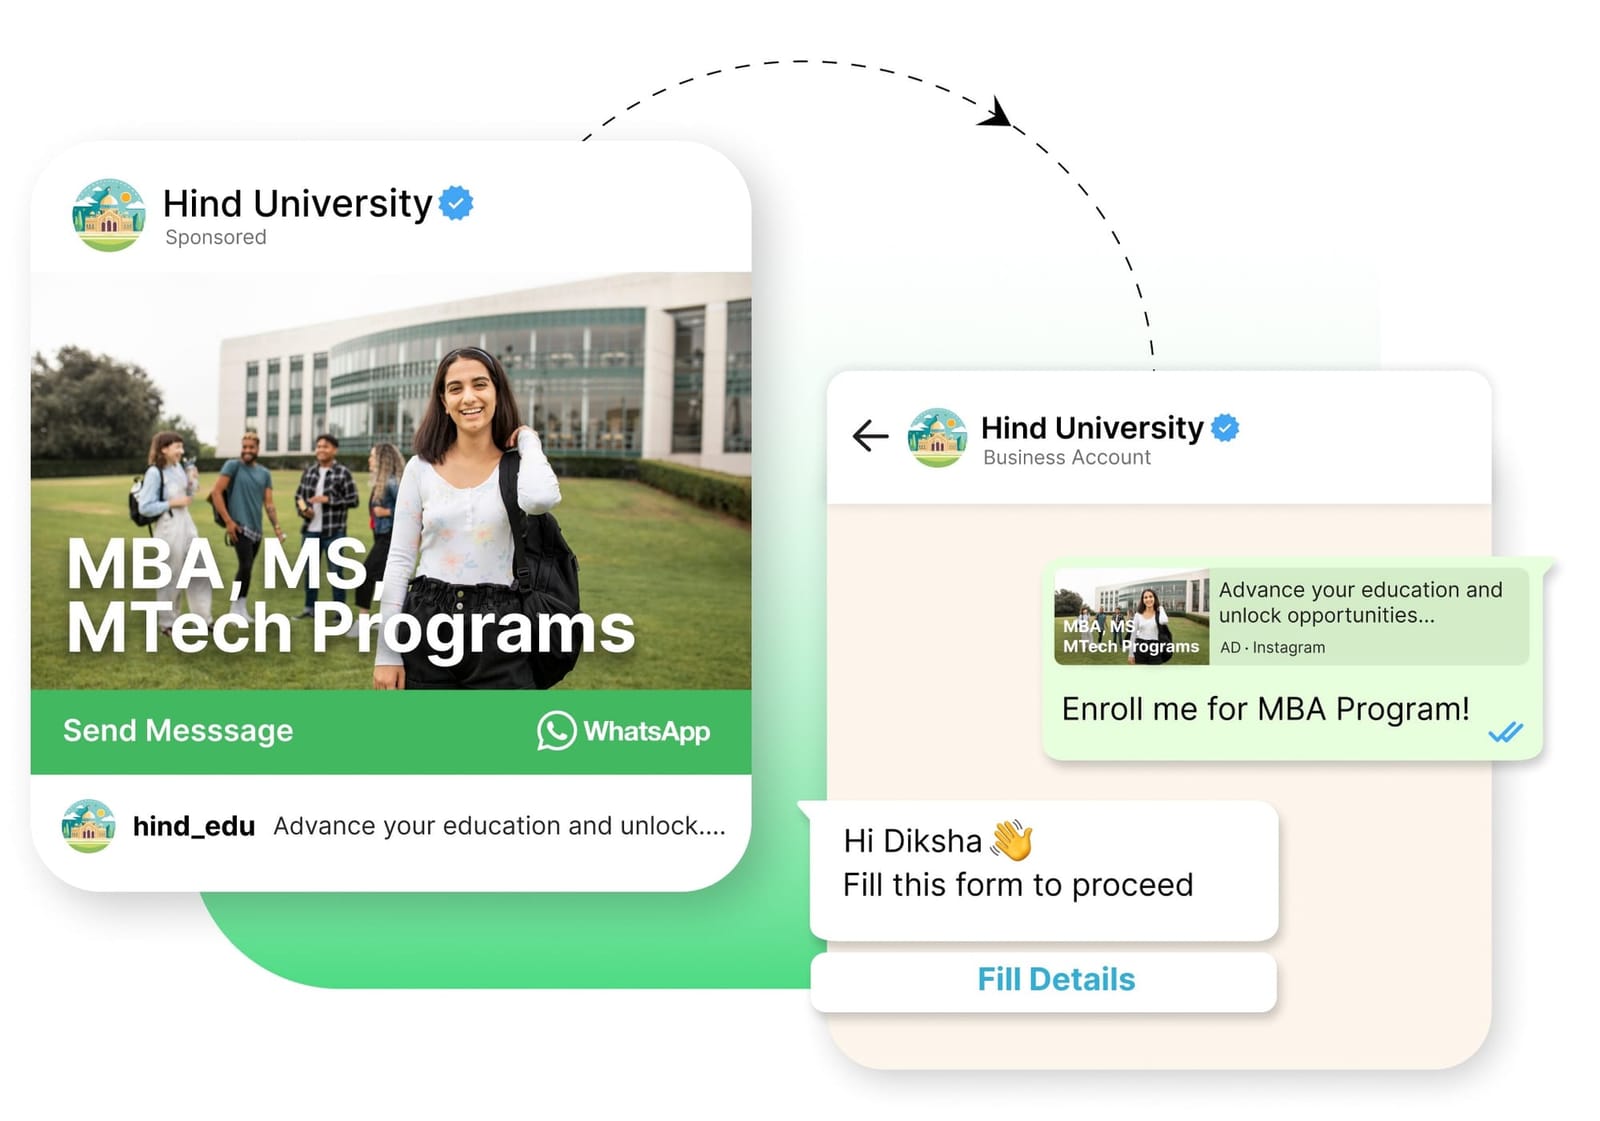 Hind University
Sponsored
MBA, MS,
MTech Programs
Send Messsage
WhatsApp
hind_edu Advance your education and unlock....
Hind University
Business Account
MBA, MS,
MTech Programs
Advance your education and
unlock opportunities...
AD · Instagram
Enroll me for MBA Program!
Hi Diksha 👋
Fill this form to proceed
Fill Details